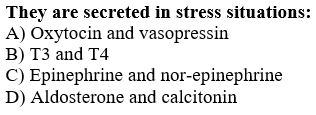 They are secreted in stress situations:
A) Oxytocin and vasopressin
B) T3 and T4
C) Epinephrine and nor-epinephrine
D) Aldosterone and calcitonin